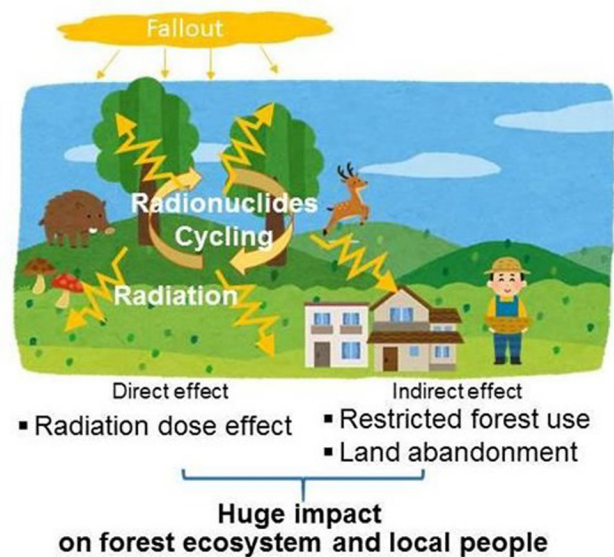 Fallout
Radionuclides
Cycling
Radiation
Direct effect
▪ Radiation dose effect
Indirect effect
▪ Restricted forest use
▪ Land abandonment
Huge impact
on forest ecosystem and local people